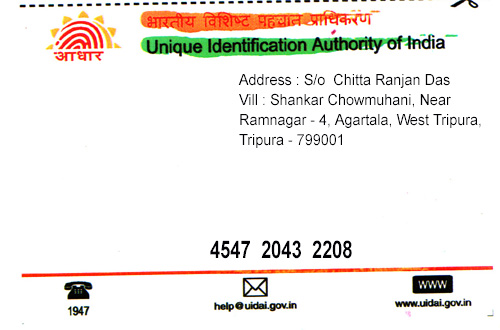 भारतीय विशिष्ट पहचान प्राधिकरण
Unique Identification Authority of India
आधार
Address : S/o Chitta Ranjan Das
Vill : Shankar Chowmuhani, Near
Ramnagar - 4, Agartala, West Tripura,
Tripura - 799001
4547 2043 2208
1947
help@uidai.gov.in
WWW
www.uidai.gov.in